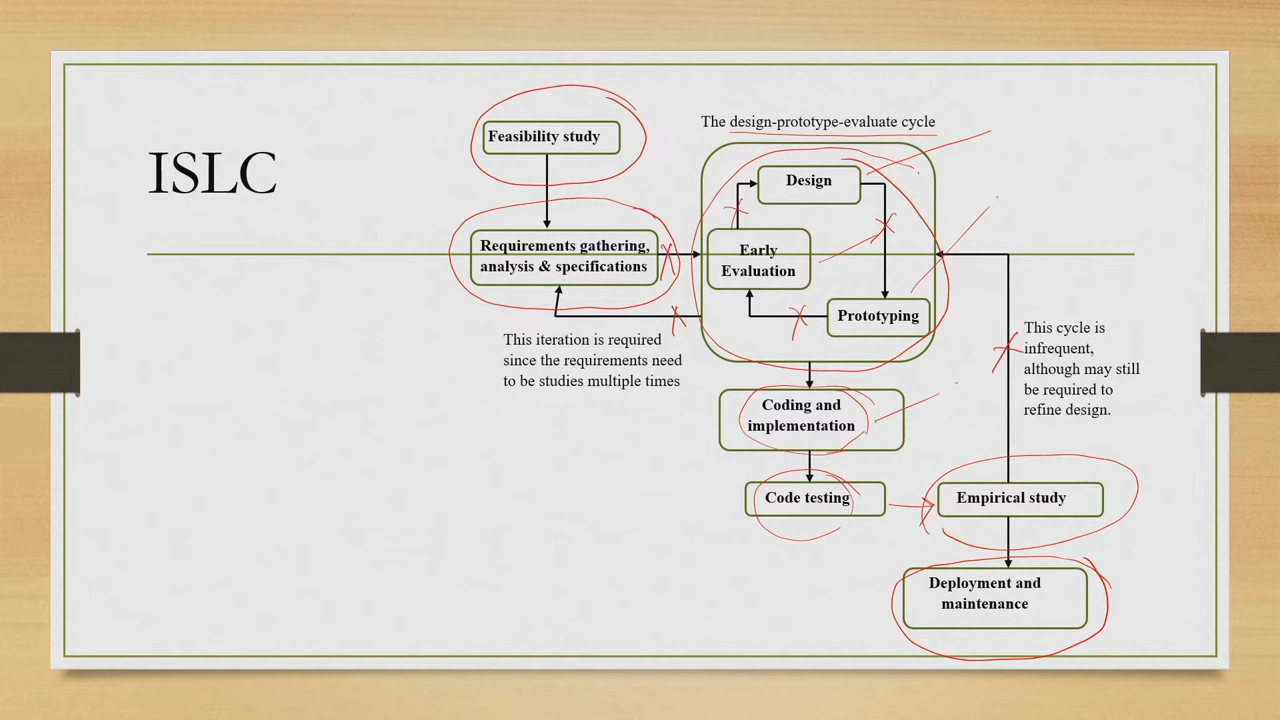 ISLC
Feasibility study
Requirements gathering,
analysis & specifications
This iteration is required
since the requirements need
to be studies multiple times
The design-prototype-evaluate cycle
Design
Early
Evaluation
Prototyping
Coding and
implementation
Code testing
This cycle is
infrequent,
although may still
be required to
refine design.
Empirical study
Deployment and
maintenance